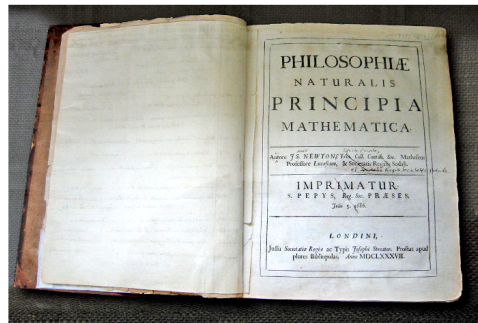 PHILOSOPHIÆ
NATURALIS
PRINCIPIA
MATHEMATICA.
Autore JS. NEWTON, Trin. Coll. Cantab. Soc. Matheseos
Professore Lucasiano, & Societatis Regalis Sodali.
IMPRIMATUR.
S. PEPYS, Reg. Soc. PRÆSES.
Julii 5. 1686.
LONDINI,
Jussu Societatis Regiæ ac Typis Josephi Streater. Prostat apud
plures Bibliopolas. Anno MDCLXXXVII.